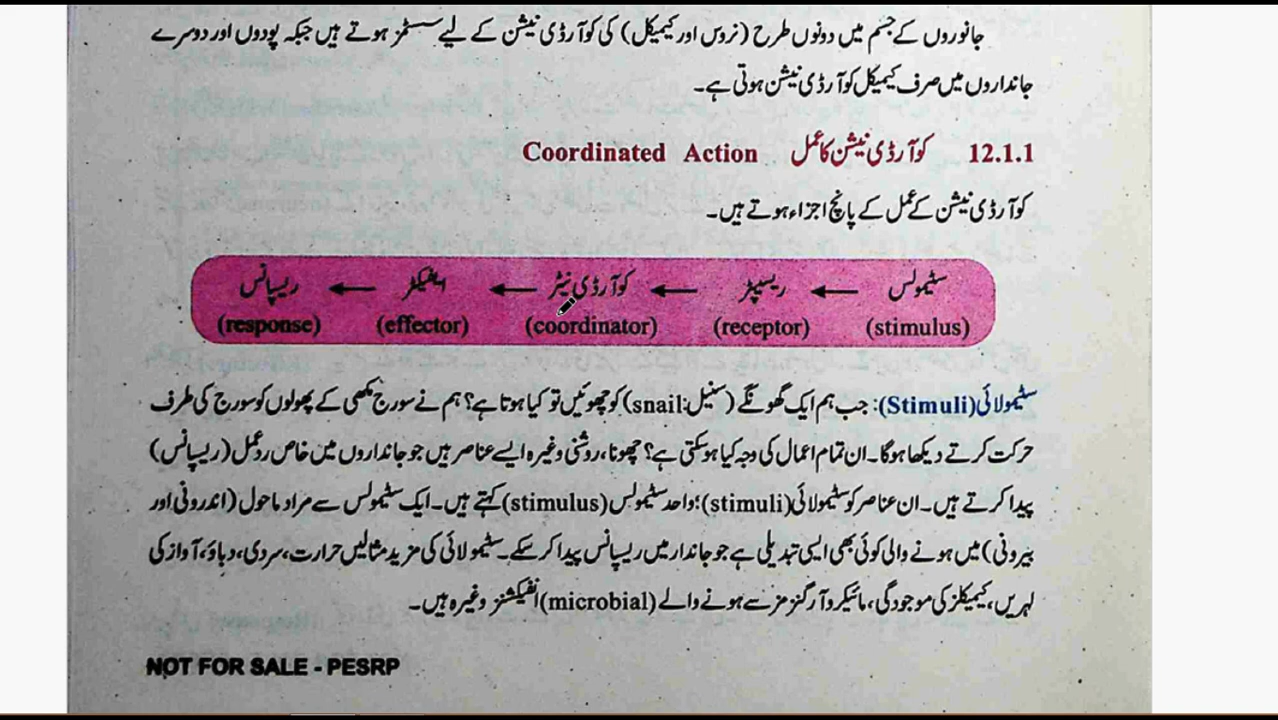 جانوروں کے جسم میں دونوں طرح (نروس اور کیمیکل) کی کوآرڈی نیشن کے لیے سسٹمز ہوتے ہیں جبکہ پودوں اور دوسرے
جانداروں میں صرف کیمیکل کوآرڈی نیشن ہوتی ہے۔
12.1.1 کوآرڈی نیشن کا عمل Coordinated Action
کوآرڈی نیشن کے عمل کے پانچ اجزاء ہوتے ہیں۔
سٹیمولس ← ریسیپٹر ← کوآرڈی نیٹر ← ایفیکٹر ← ریسپانس
(stimulus) (receptor) (coordinator) (effector) (response)
سٹیمولائی (Stimuli): جب ہم ایک گھونگے (سنیل: snail) کو چھوئیں تو کیا ہوتا ہے؟ ہم نے سورج مکھی کے پھولوں کو سورج کی طرف
حرکت کرتے دیکھا ہوگا۔ ان تمام اعمال کی وجہ کیا ہوسکتی ہے؟ چھونا، روشنی وغیرہ ایسے عناصر ہیں جو جانداروں میں خاص ردعمل (ریسپانس)
پیدا کرتے ہیں۔ ان عناصر کو سٹیمولائی (stimuli)؛ واحد سٹیمولس (stimulus) کہتے ہیں۔ ایک سٹیمولس سے مراد ماحول (اندرونی اور
بیرونی) میں ہونے والی کوئی بھی ایسی تبدیلی ہے جو جاندار میں ریسپانس پیدا کر سکے۔ سٹیمولائی کی مزید مثالیں حرارت، سردی، دباؤ، آواز کی
لہریں، کیمیکلز کی موجودگی، مائیکروآرگنزمز سے ہونے والے (microbial) انفیکشنز وغیرہ ہیں۔
NOT FOR SALE - PESRP